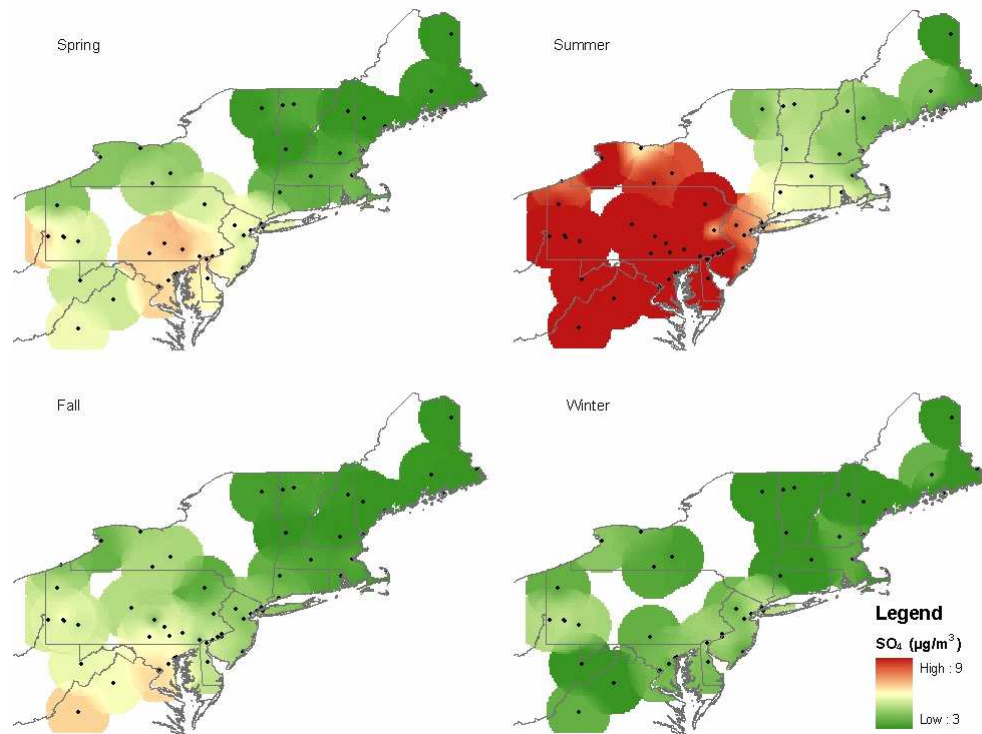 Spring
Summer
Fall
Winter
Legend
SO₄ (µg/m³)
High : 9
Low : 3